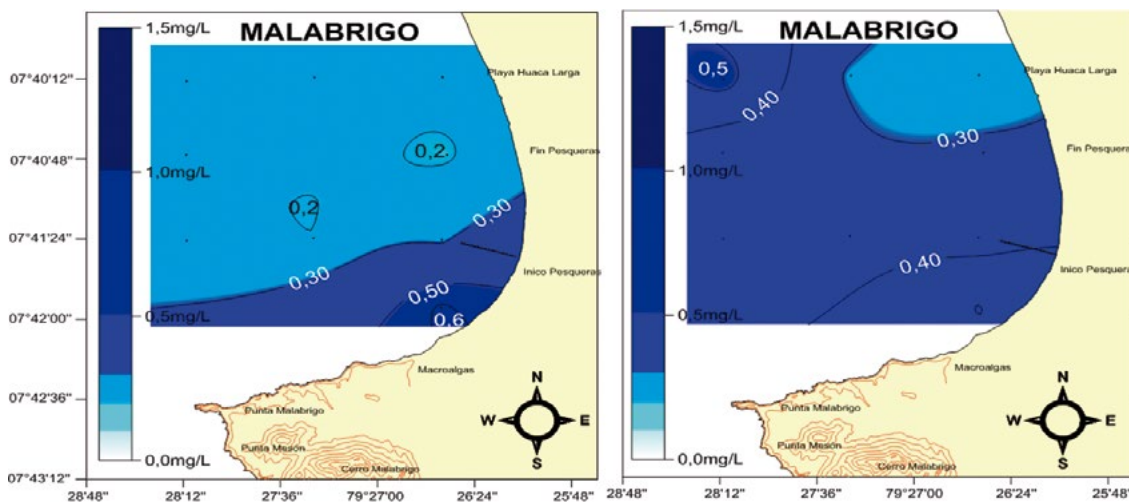 MALABRIGO
1,5mg/L
07°40'12"
Playa Huaca Larga
07°40'48"
0,2
Fin Pesqueras
1,0mg/L
0,2
0,30
07°41'24"
0,30
Inico Pesqueras
0,50
07°42'00"
0,5mg/L
0,6
Macroalgas
07°42'36"
Punta Malabrigo
N
W
E
S
Punta Mesón
0,0mg/L
Cerro Malabrigo
07°43'12"
28'48"
28'12"
27'36"
79°27'00"
26'24"
25'48"
MALABRIGO
1,5mg/L
0,5
Playa Huaca Larga
0,40
0,30
Fin Pesqueras
1,0mg/L
0,40
Inico Pesqueras
0,5mg/L
Macroalgas
Punta Malabrigo
N
W
E
S
Punta Mesón
0,0mg/L
Cerro Malabrigo
28'48"
28'12"
27'36"
79°27'00"
26'24"
25'48"